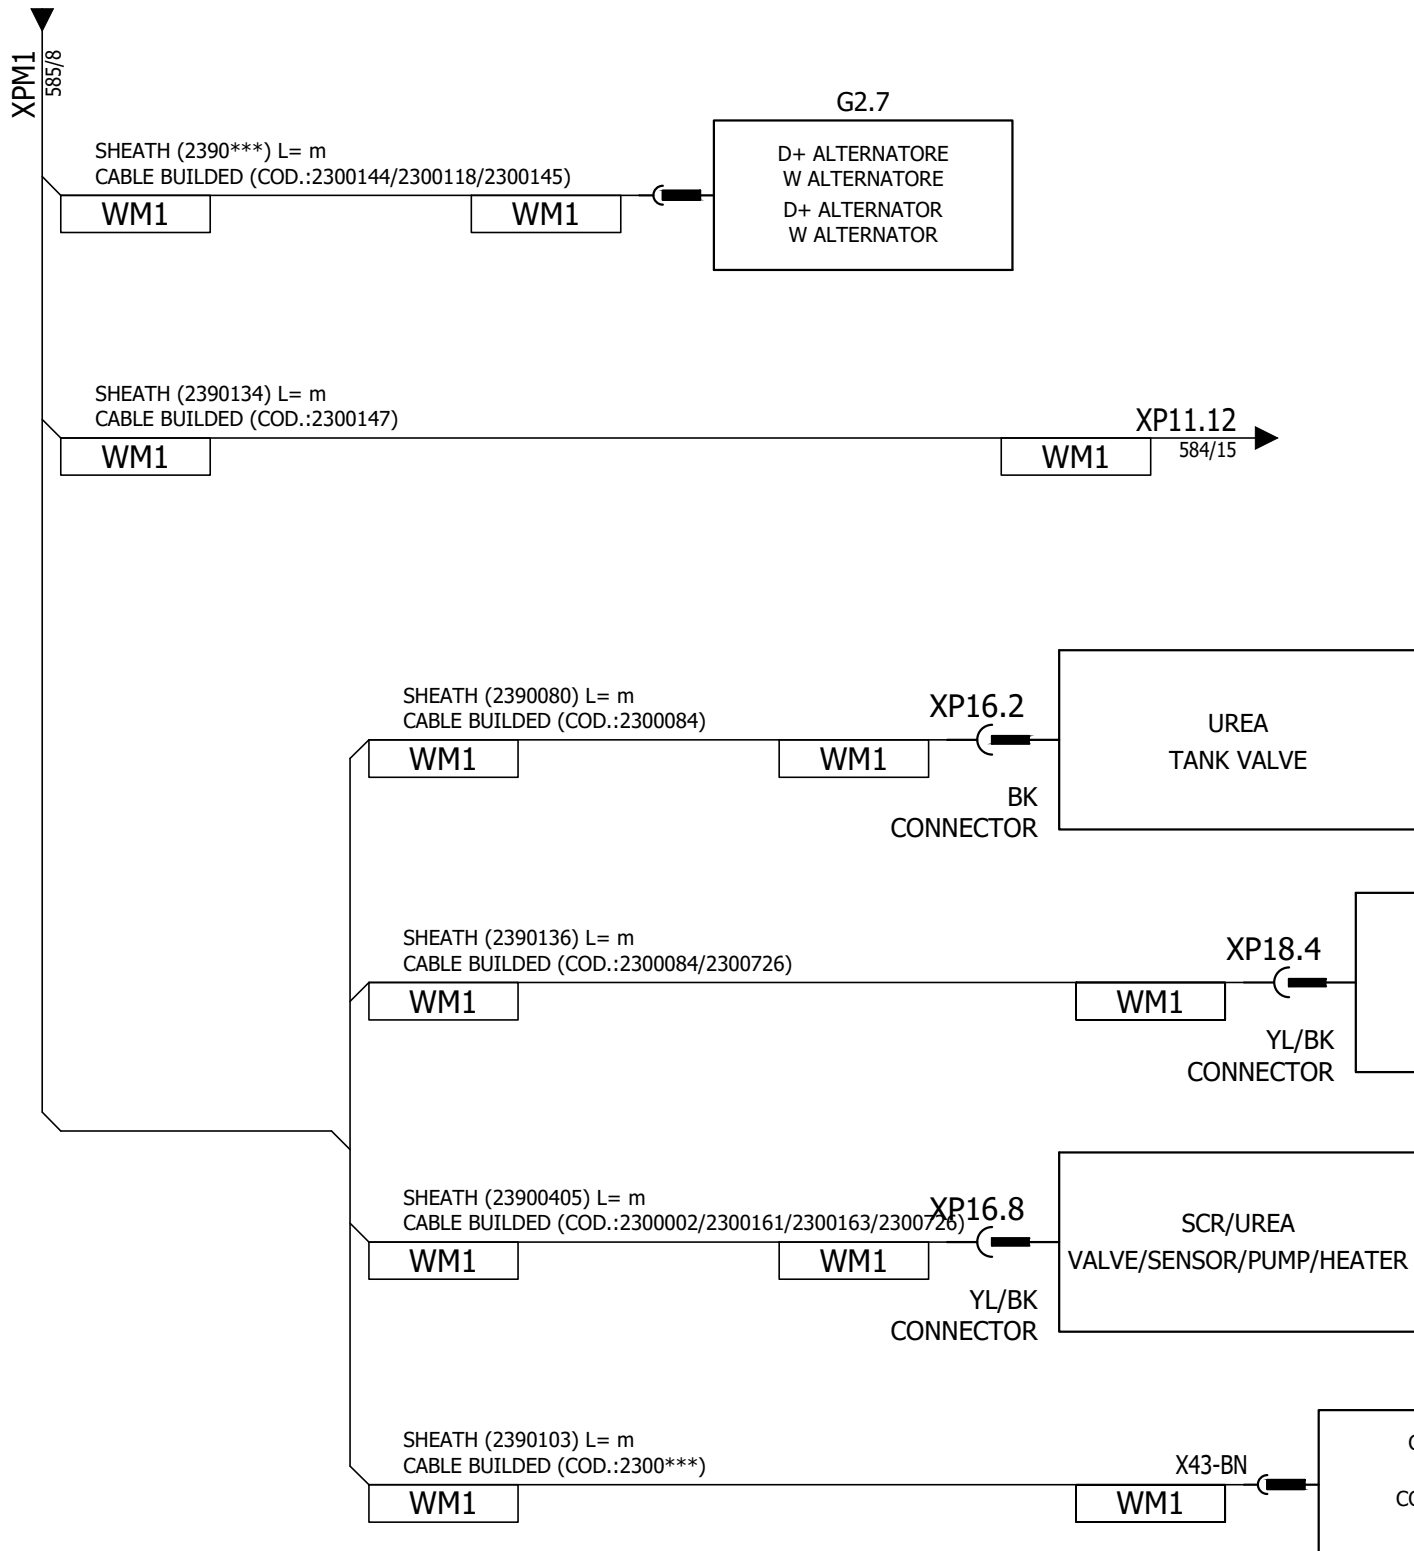 XPM1
585/8
G2.7
SHEATH (2390***) L= m
CABLE BUILDED (COD.:2300144/2300118/2300145)
WM1
WM1
D+ ALTERNATORE
W ALTERNATORE
D+ ALTERNATOR
W ALTERNATOR
SHEATH (2390134) L= m
CABLE BUILDED (COD.:2300147)
WM1
WM1
XP11.12
584/15
SHEATH (2390080) L= m
CABLE BUILDED (COD.:2300084)
WM1
WM1
XP16.2
BK
CONNECTOR
UREA
TANK VALVE
SHEATH (2390136) L= m
CABLE BUILDED (COD.:2300084/2300726)
WM1
WM1
XP18.4
YL/BK
CONNECTOR
SHEATH (23900405) L= m
CABLE BUILDED (COD.:2300002/2300161/2300163/2300726)
WM1
WM1
XP16.8
YL/BK
CONNECTOR
SCR/UREA
VALVE/SENSOR/PUMP/HEATER
SHEATH (2390103) L= m
CABLE BUILDED (COD.:2300***)
WM1
WM1
X43-BN